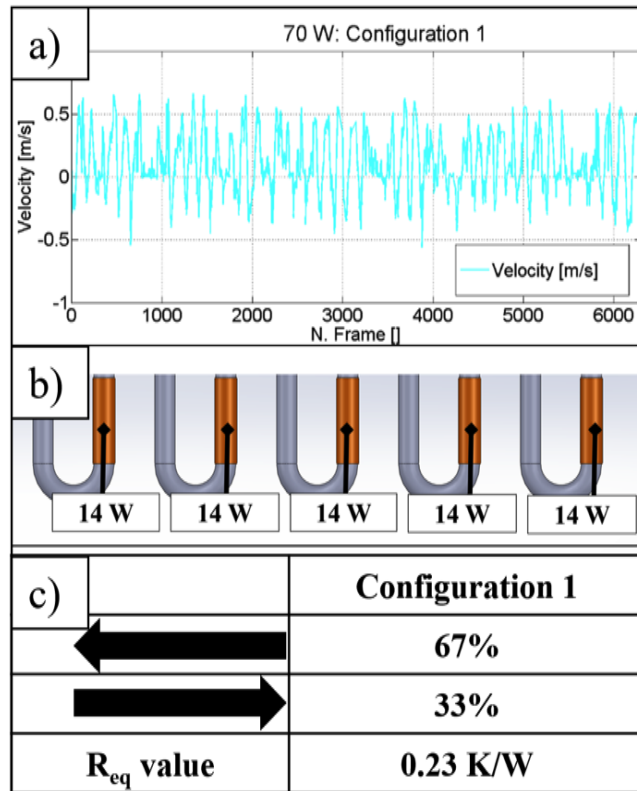 a)
70 W: Configuration 1
0.5
0
-0.5
-1
Velocity [m/s]
Velocity [m/s]
0 1000 2000 3000 4000 5000 6000
N. Frame []
b)
14 W 14 W 14 W 14 W 14 W
c)
Configuration 1
67%
33%
Req value 0.23 K/W